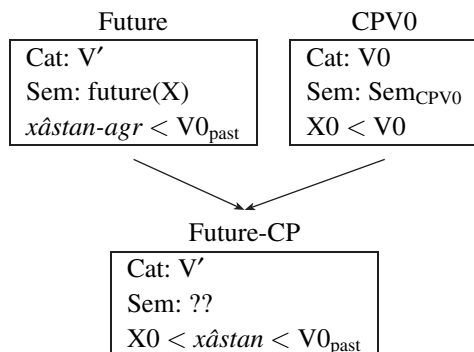 Future
Cat: V′
Sem: future(X)
xâstan-agr < V0past
CPV0
Cat: V0
Sem: SemCPV0
X0 < V0
Future-CP
Cat: V′
Sem: ??
X0 < xâstan < V0past